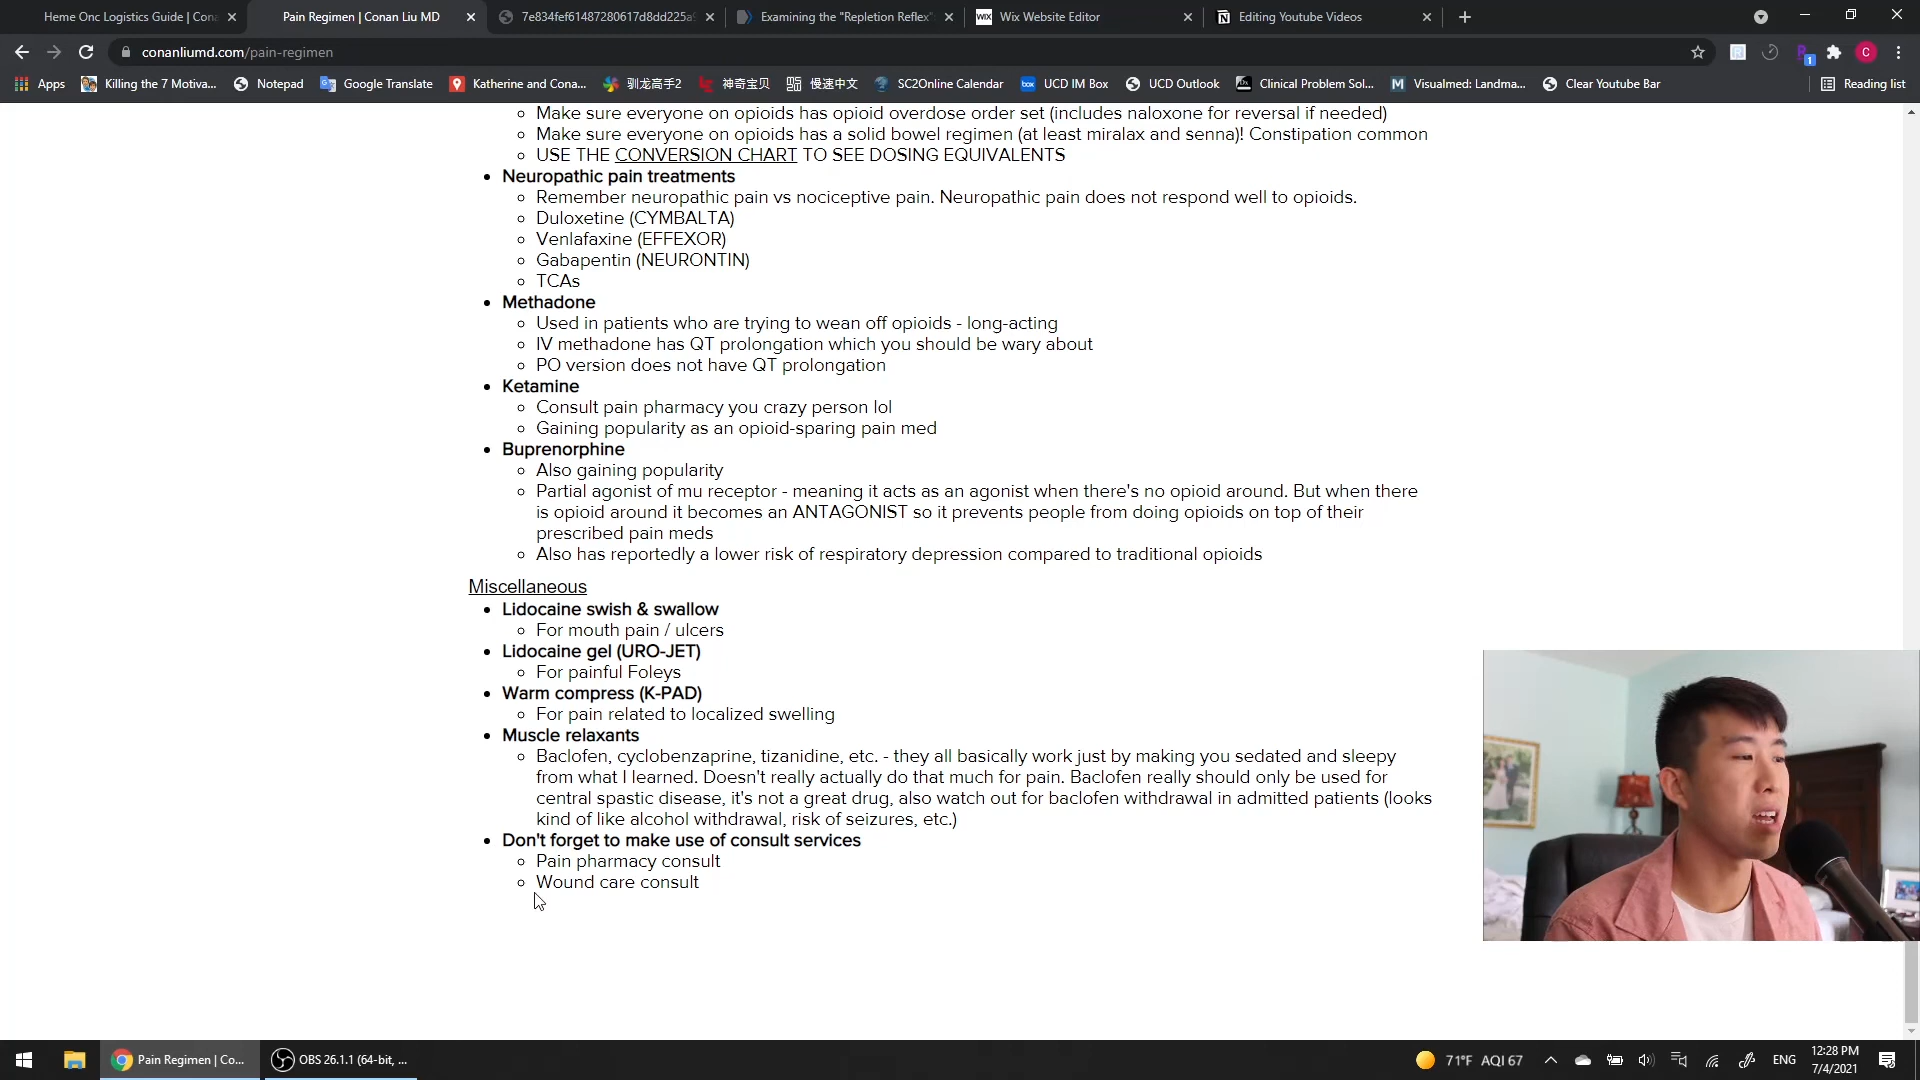 Heme Onc Logistics Guide | Con
Pain Regimen | Conan Liu MD
7e834fef61487280617d8dd225a9
Examining the "Repletion Reflex"
WIX Wix Website Editor
Editing Youtube Videos
conanliumd.com/pain-regimen
C
1
Apps
Killing the 7 Motiva...
Notepad
Google Translate
Katherine and Cona...
驯龙高手2
神奇宝贝
慢速中文
SC2Online Calendar
box UCD IM Box
UCD Outlook
Clinical Problem Sol...
M Visualmed: Landma...
Clear Youtube Bar
Reading list
Make sure everyone on opioids has opioid overdose order set (includes naloxone for reversal if needed)
Make sure everyone on opioids has a solid bowel regimen (at least miralax and senna)! Constipation common
USE THE CONVERSION CHART TO SEE DOSING EQUIVALENTS
Neuropathic pain treatments
Remember neuropathic pain vs nociceptive pain. Neuropathic pain does not respond well to opioids.
Duloxetine (CYMBALTA)
Venlafaxine (EFFEXOR)
Gabapentin (NEURONTIN)
TCAs
Methadone
Used in patients who are trying to wean off opioids - long-acting
IV methadone has QT prolongation which you should be wary about
PO version does not have QT prolongation
Ketamine
Consult pain pharmacy you crazy person lol
Gaining popularity as an opioid-sparing pain med
Buprenorphine
Also gaining popularity
Partial agonist of mu receptor - meaning it acts as an agonist when there's no opioid around. But when there
is opioid around it becomes an ANTAGONIST so it prevents people from doing opioids on top of their
prescribed pain meds
Also has reportedly a lower risk of respiratory depression compared to traditional opioids
Miscellaneous
Lidocaine swish & swallow
For mouth pain / ulcers
Lidocaine gel (URO-JET)
For painful Foleys
Warm compress (K-PAD)
For pain related to localized swelling
Muscle relaxants
Baclofen, cyclobenzaprine, tizanidine, etc. - they all basically work just by making you sedated and sleepy
from what I learned. Doesn't really actually do that much for pain. Baclofen really should only be used for
central spastic disease, it's not a great drug, also watch out for baclofen withdrawal in admitted patients (looks
kind of like alcohol withdrawal, risk of seizures, etc.)
Don't forget to make use of consult services
Pain pharmacy consult
Wound care consult
Pain Regimen | Co...
OBS 26.1.1 (64-bit, ...
71°F AQI 67
ENG
12:28 PM
7/4/2021